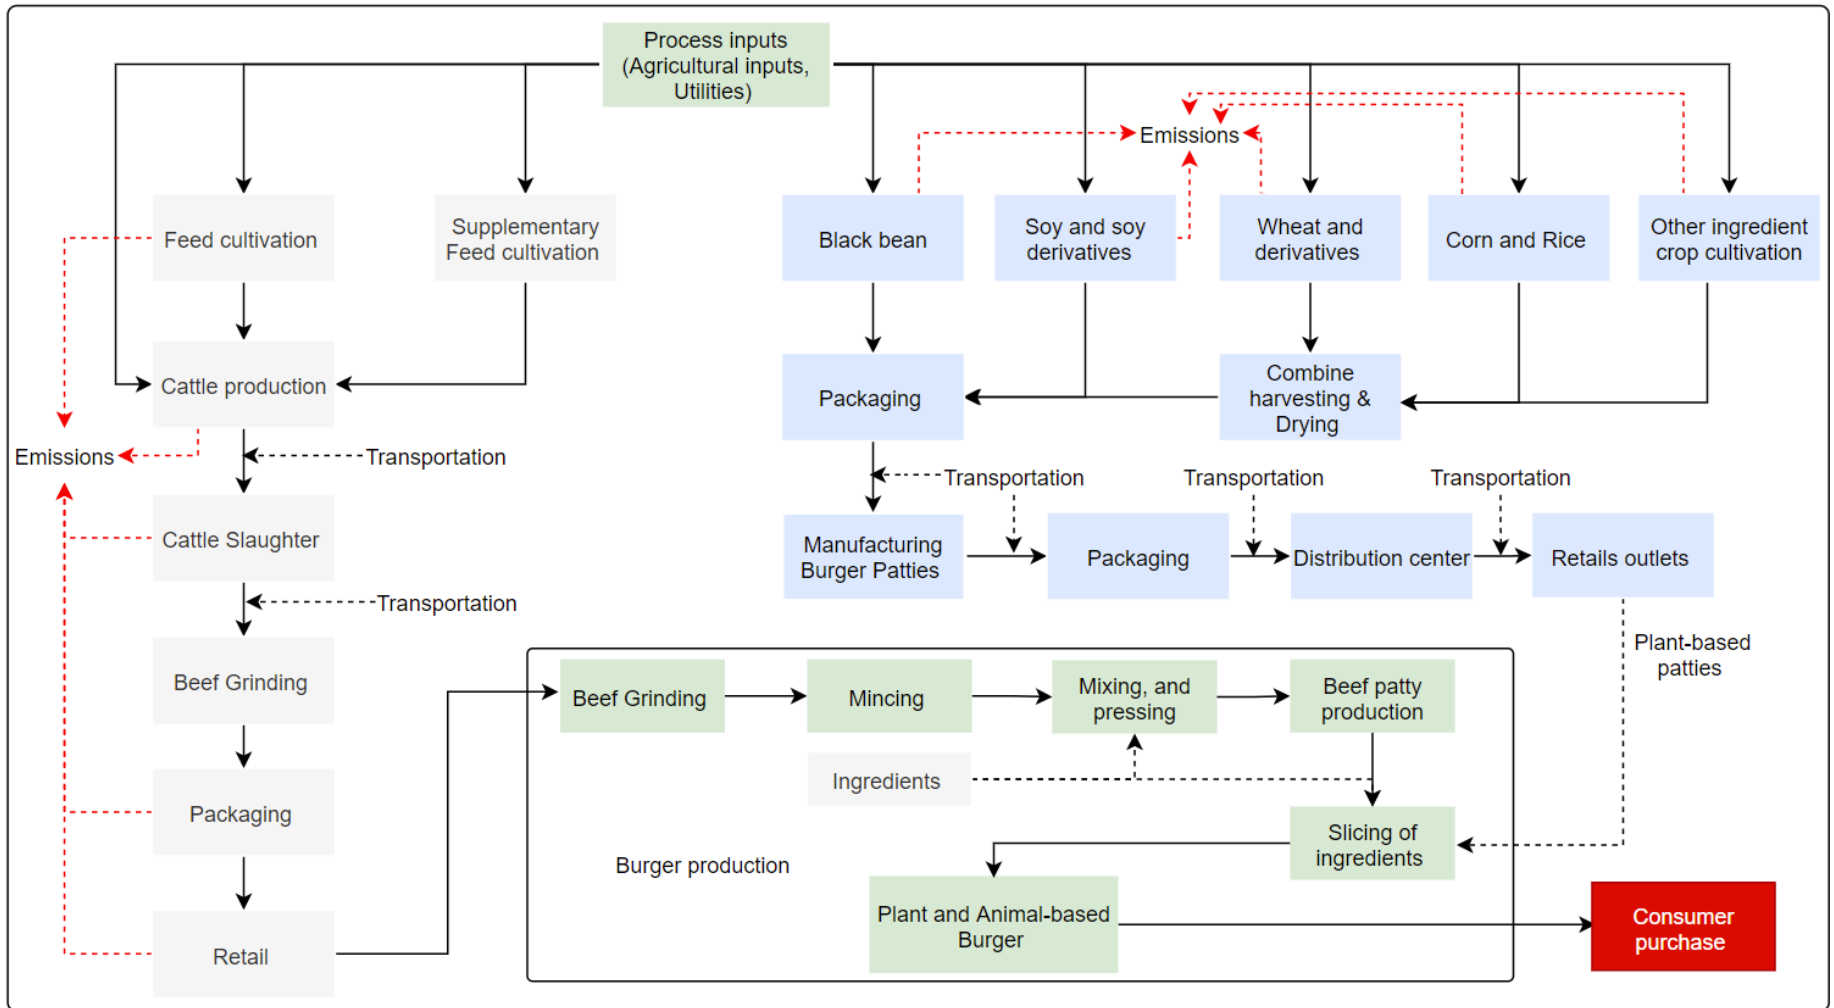 Process inputs
(Agricultural inputs,
Utilities)
Emissions
Feed cultivation
Supplementary
Feed cultivation
Black bean
Soy and soy
derivatives
Wheat and
derivatives
Corn and Rice
Other ingredient
crop cultivation
Cattle production
Packaging
Combine
harvesting &
Drying
Emissions
Transportation
Transportation
Transportation
Transportation
Cattle Slaughter
Manufacturing
Burger Patties
Packaging
Distribution center
Retails outlets
Transportation
Plant-based
patties
Beef Grinding
Beef Grinding
Mincing
Mixing, and
pressing
Beef patty
production
Ingredients
Packaging
Slicing of
ingredients
Burger production
Plant and Animal-based
Burger
Consumer
purchase
Retail